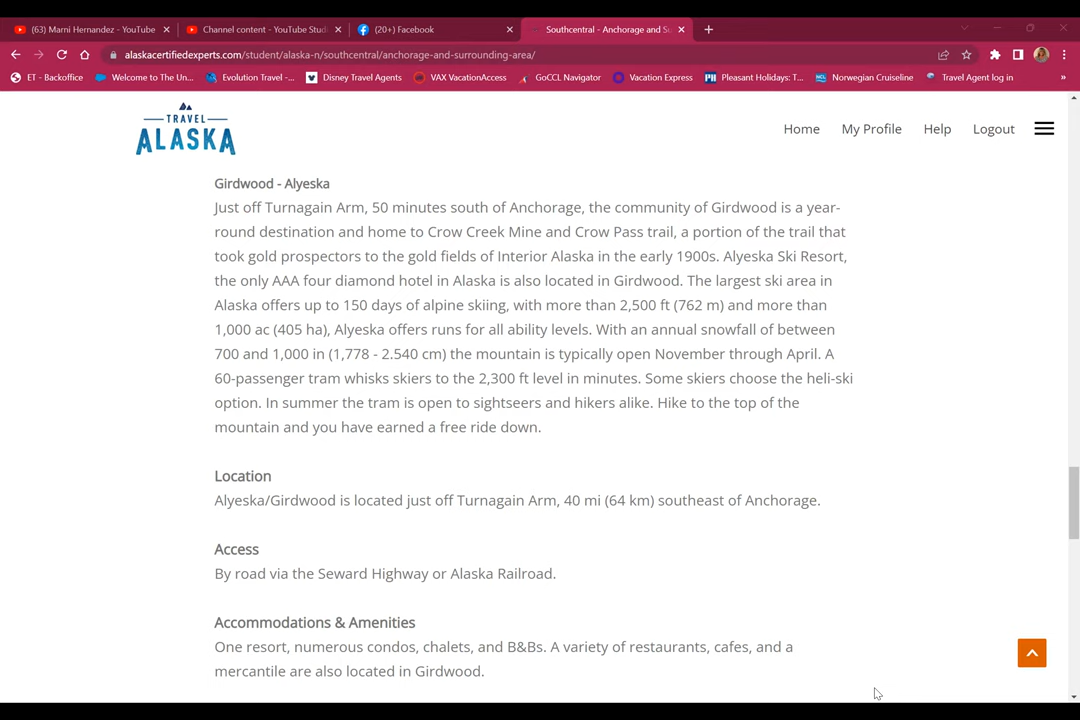 (63) Marni Hernandez - YouTube
Channel content - YouTube Stud
(20+) Facebook
Southcentral - Anchorage and Su
alaskacertifiedexperts.com/student/alaska-n/southcentral/anchorage-and-surrounding-area/
ET - Backoffice
Welcome to The Un...
Evolution Travel -...
Disney Travel Agents
VAX VacationAccess
GoCCL Navigator
Vacation Express
Pleasant Holidays: T...
Norwegian Cruiseline
Travel Agent log in
»
TRAVEL
ALASKA
Home
My Profile
Help
Logout
Girdwood - Alyeska
Just off Turnagain Arm, 50 minutes south of Anchorage, the community of Girdwood is a year-
round destination and home to Crow Creek Mine and Crow Pass trail, a portion of the trail that
took gold prospectors to the gold fields of Interior Alaska in the early 1900s. Alyeska Ski Resort,
the only AAA four diamond hotel in Alaska is also located in Girdwood. The largest ski area in
Alaska offers up to 150 days of alpine skiing, with more than 2,500 ft (762 m) and more than
1,000 ac (405 ha), Alyeska offers runs for all ability levels. With an annual snowfall of between
700 and 1,000 in (1,778 - 2.540 cm) the mountain is typically open November through April. A
60-passenger tram whisks skiers to the 2,300 ft level in minutes. Some skiers choose the heli-ski
option. In summer the tram is open to sightseers and hikers alike. Hike to the top of the
mountain and you have earned a free ride down.
Location
Alyeska/Girdwood is located just off Turnagain Arm, 40 mi (64 km) southeast of Anchorage.
Access
By road via the Seward Highway or Alaska Railroad.
Accommodations & Amenities
One resort, numerous condos, chalets, and B&Bs. A variety of restaurants, cafes, and a
mercantile are also located in Girdwood.